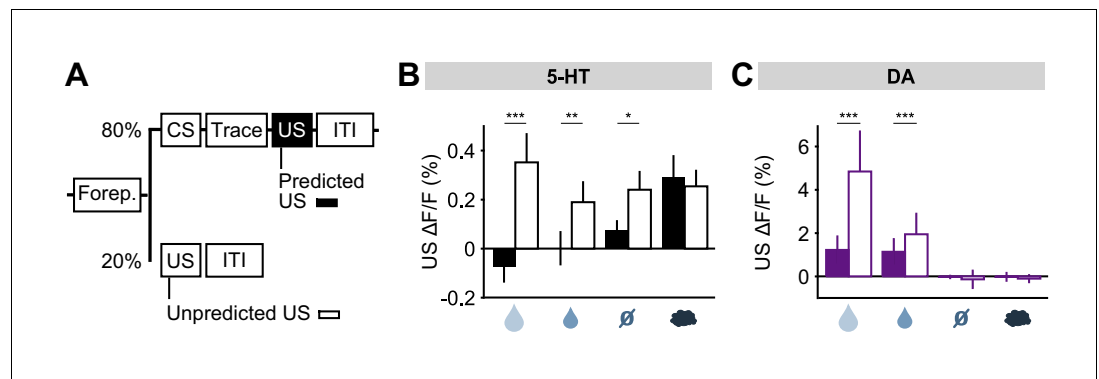 A
80%
CS Trace US ITI
Forep.
Predicted
US
20%
US ITI
Unpredicted US
B
5-HT
*** ** *
US ΔF/F (%)
0.4
0.2
0
-0.2
ø
C
DA
*** ***
US ΔF/F (%)
6
4
2
0
ø